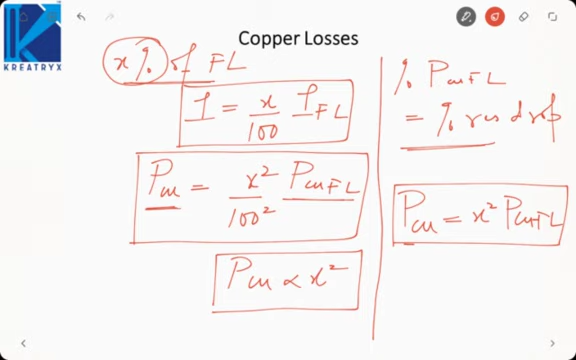 Copper Losses
KREATRYX
x% of FL
I = x/100 I_FL
P_cu = x²/100² P_cuFL
P_cu ∝ x²
% P_cuFL
= % res drop
P_cu = x² P_cuFL